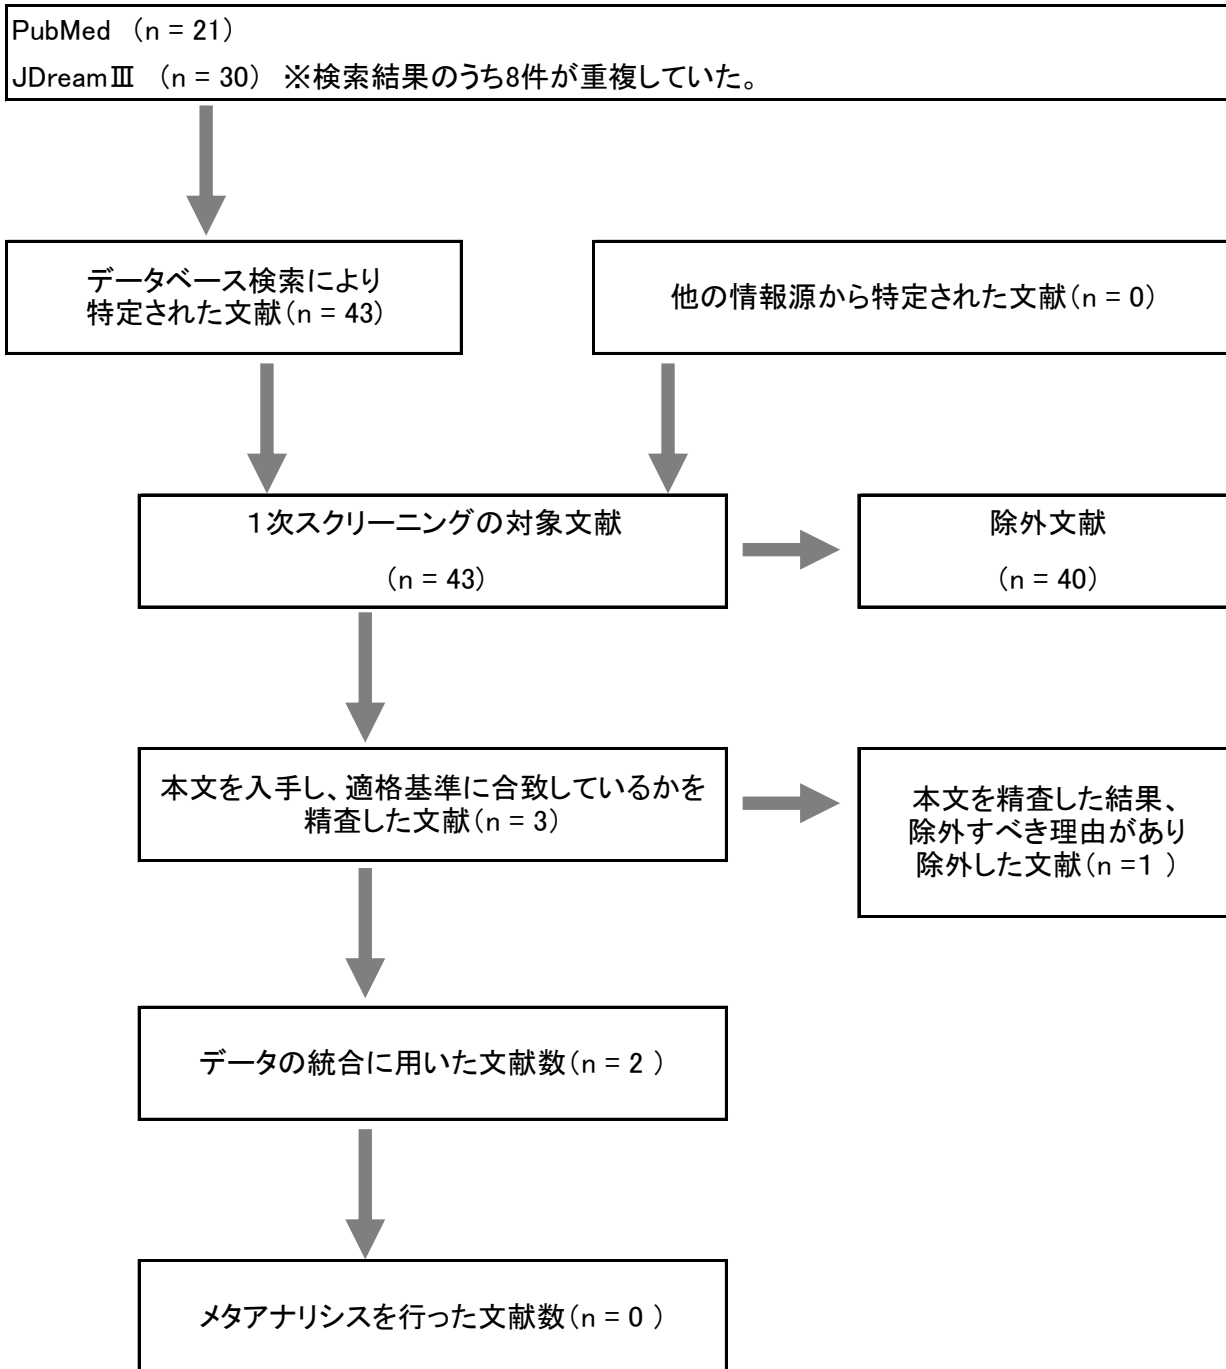 PubMed （n = 21）
JDreamⅢ （n = 30） ※検索結果のうち8件が重複していた。
データベース検索により
特定された文献（n = 43）
他の情報源から特定された文献（n = 0）
１次スクリーニングの対象文献
（n = 43）
除外文献
（n = 40）
本文を入手し、適格基準に合致しているかを
精査した文献（n = 3）
本文を精査した結果、
除外すべき理由があり
除外した文献（n =１ ）
データの統合に用いた文献数（n = 2 ）
メタアナリシスを行った文献数（n = 0 ）